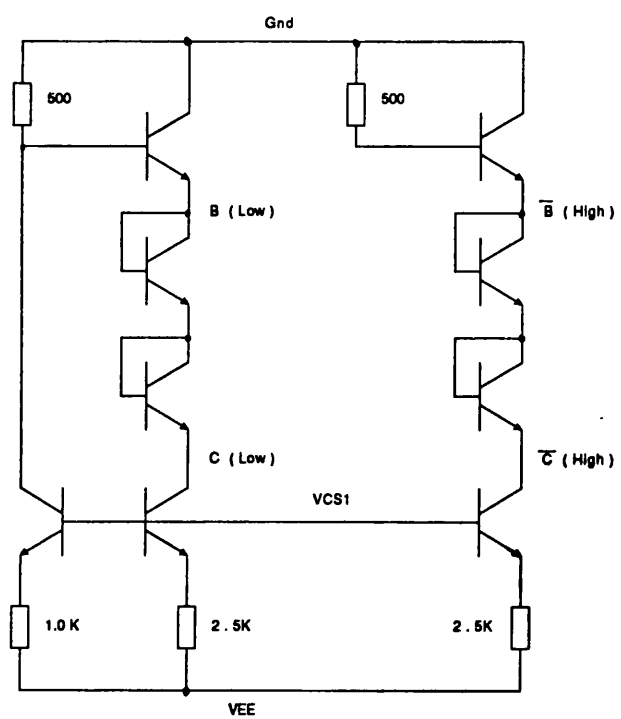 Gnd
500
500
B ( Low )
B̅ ( High )
C ( Low )
C̅ ( High )
VCS1
1.0 K
2 . 5K
2 . 5K
VEE